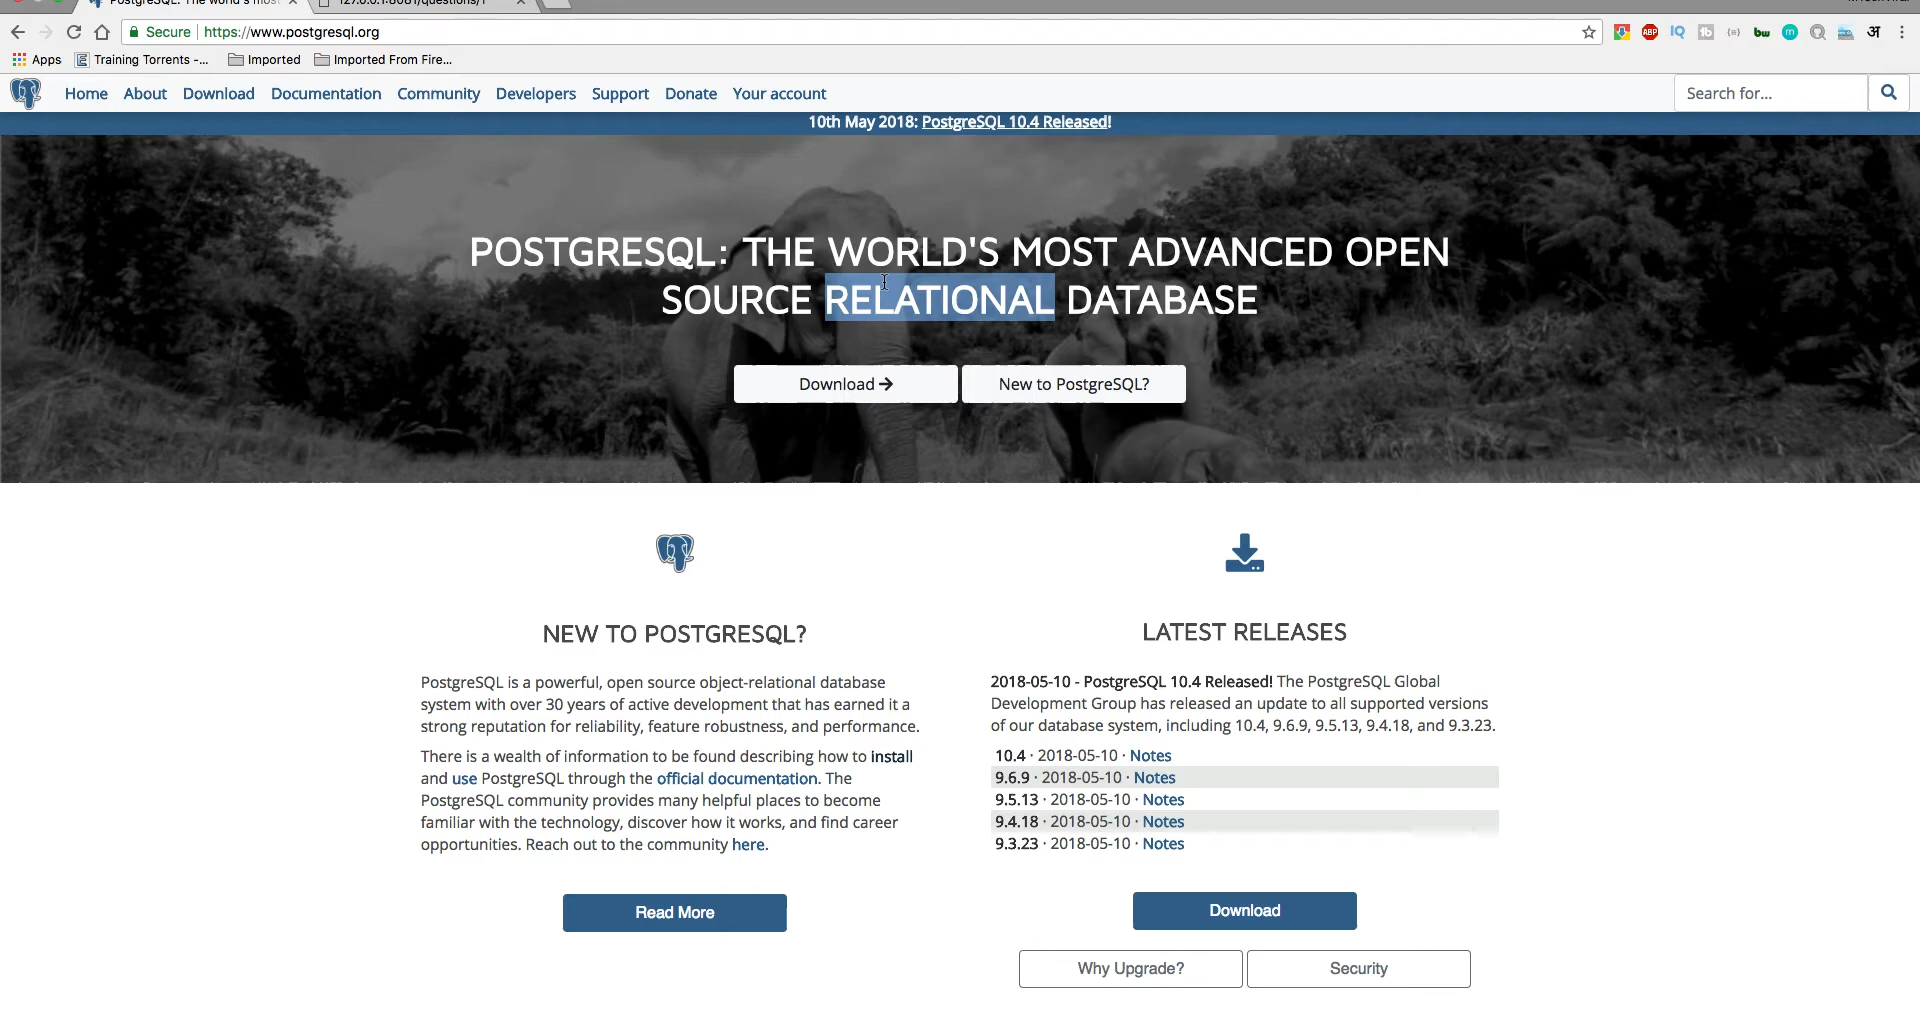 PostgreSQL: The world's most
127.0.0.1:8081/questions/1
Secure https://www.postgresql.org
Apps Training Torrents -... Imported Imported From Fire...
Home About Download Documentation Community Developers Support Donate Your account Search for...
10th May 2018: PostgreSQL 10.4 Released!
POSTGRESQL: THE WORLD'S MOST ADVANCED OPEN
SOURCE RELATIONAL DATABASE
Download → New to PostgreSQL?
NEW TO POSTGRESQL?
PostgreSQL is a powerful, open source object-relational database
system with over 30 years of active development that has earned it a
strong reputation for reliability, feature robustness, and performance.
There is a wealth of information to be found describing how to install
and use PostgreSQL through the official documentation. The
PostgreSQL community provides many helpful places to become
familiar with the technology, discover how it works, and find career
opportunities. Reach out to the community here.
Read More
LATEST RELEASES
2018-05-10 - PostgreSQL 10.4 Released! The PostgreSQL Global
Development Group has released an update to all supported versions
of our database system, including 10.4, 9.6.9, 9.5.13, 9.4.18, and 9.3.23.
10.4 · 2018-05-10 · Notes
9.6.9 · 2018-05-10 · Notes
9.5.13 · 2018-05-10 · Notes
9.4.18 · 2018-05-10 · Notes
9.3.23 · 2018-05-10 · Notes
Download
Why Upgrade? Security